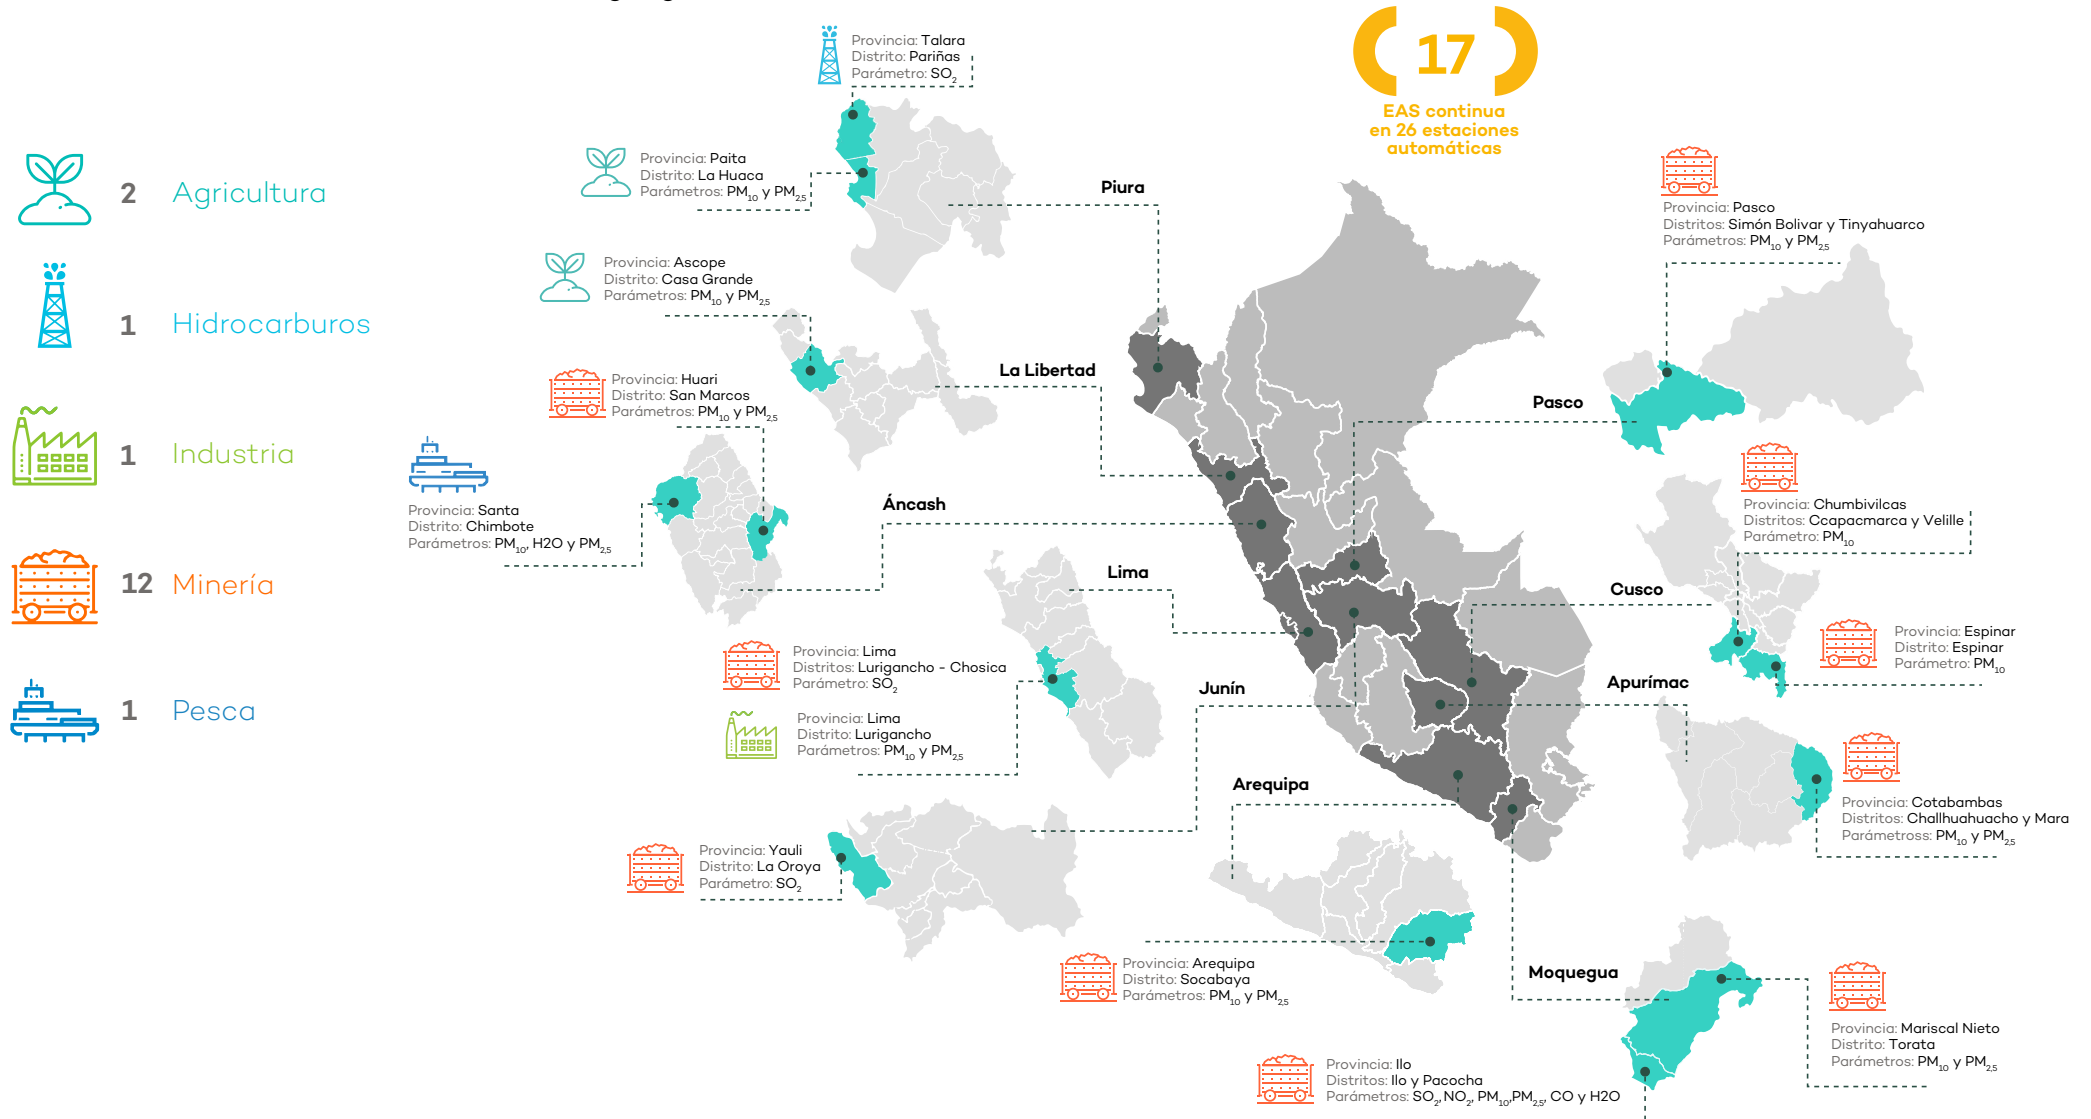 17
EAS continua
en 26 estaciones
automáticas
2 Agricultura
1 Hidrocarburos
1 Industria
12 Minería
1 Pesca
Provincia: Talara
Distrito: Pariñas
Parámetro: SO₂
Provincia: Paita
Distrito: La Huaca
Parámetros: PM₁₀ y PM₂,₅
Piura
Provincia: Ascope
Distrito: Casa Grande
Parámetros: PM₁₀ y PM₂,₅
La Libertad
Provincia: Huari
Distrito: San Marcos
Parámetros: PM₁₀ y PM₂,₅
Provincia: Santa
Distrito: Chimbote
Parámetros: PM₁₀, H2O y PM₂,₅
Áncash
Lima
Provincia: Lima
Distritos: Lurigancho - Chosica
Parámetro: SO₂
Provincia: Lima
Distrito: Lurigancho
Parámetros: PM₁₀ y PM₂,₅
Junín
Provincia: Yauli
Distrito: La Oroya
Parámetro: SO₂
Arequipa
Provincia: Arequipa
Distrito: Socabaya
Parámetros: PM₁₀ y PM₂,₅
Provincia: Pasco
Distritos: Simón Bolivar y Tinyahuarco
Parámetros: PM₁₀ y PM₂,₅
Pasco
Provincia: Chumbivilcas
Distritos: Ccapacmarca y Velille
Parámetro: PM₁₀
Cusco
Provincia: Espinar
Distrito: Espinar
Parámetro: PM₁₀
Apurímac
Provincia: Cotabambas
Distritos: Challhuahuacho y Mara
Parámetross: PM₁₀ y PM₂,₅
Moquegua
Provincia: Mariscal Nieto
Distrito: Torata
Parámetros: PM₁₀ y PM₂,₅
Provincia: Ilo
Distritos: Ilo y Pacocha
Parámetros: SO₂, NO₂, PM₁₀,PM₂,₅, CO y H2O